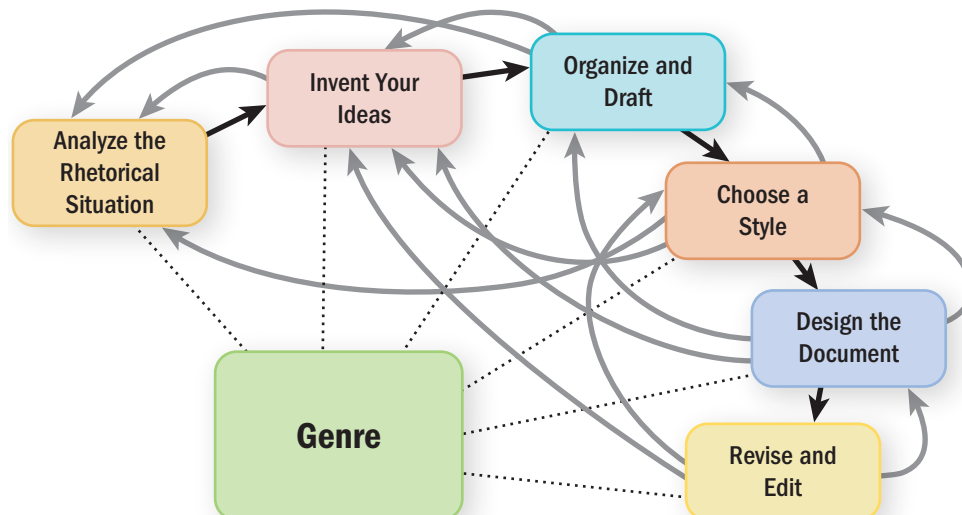 Analyze the
Rhetorical
Situation
Invent Your
Ideas
Organize and
Draft
Choose a
Style
Design the
Document
Revise and
Edit
Genre